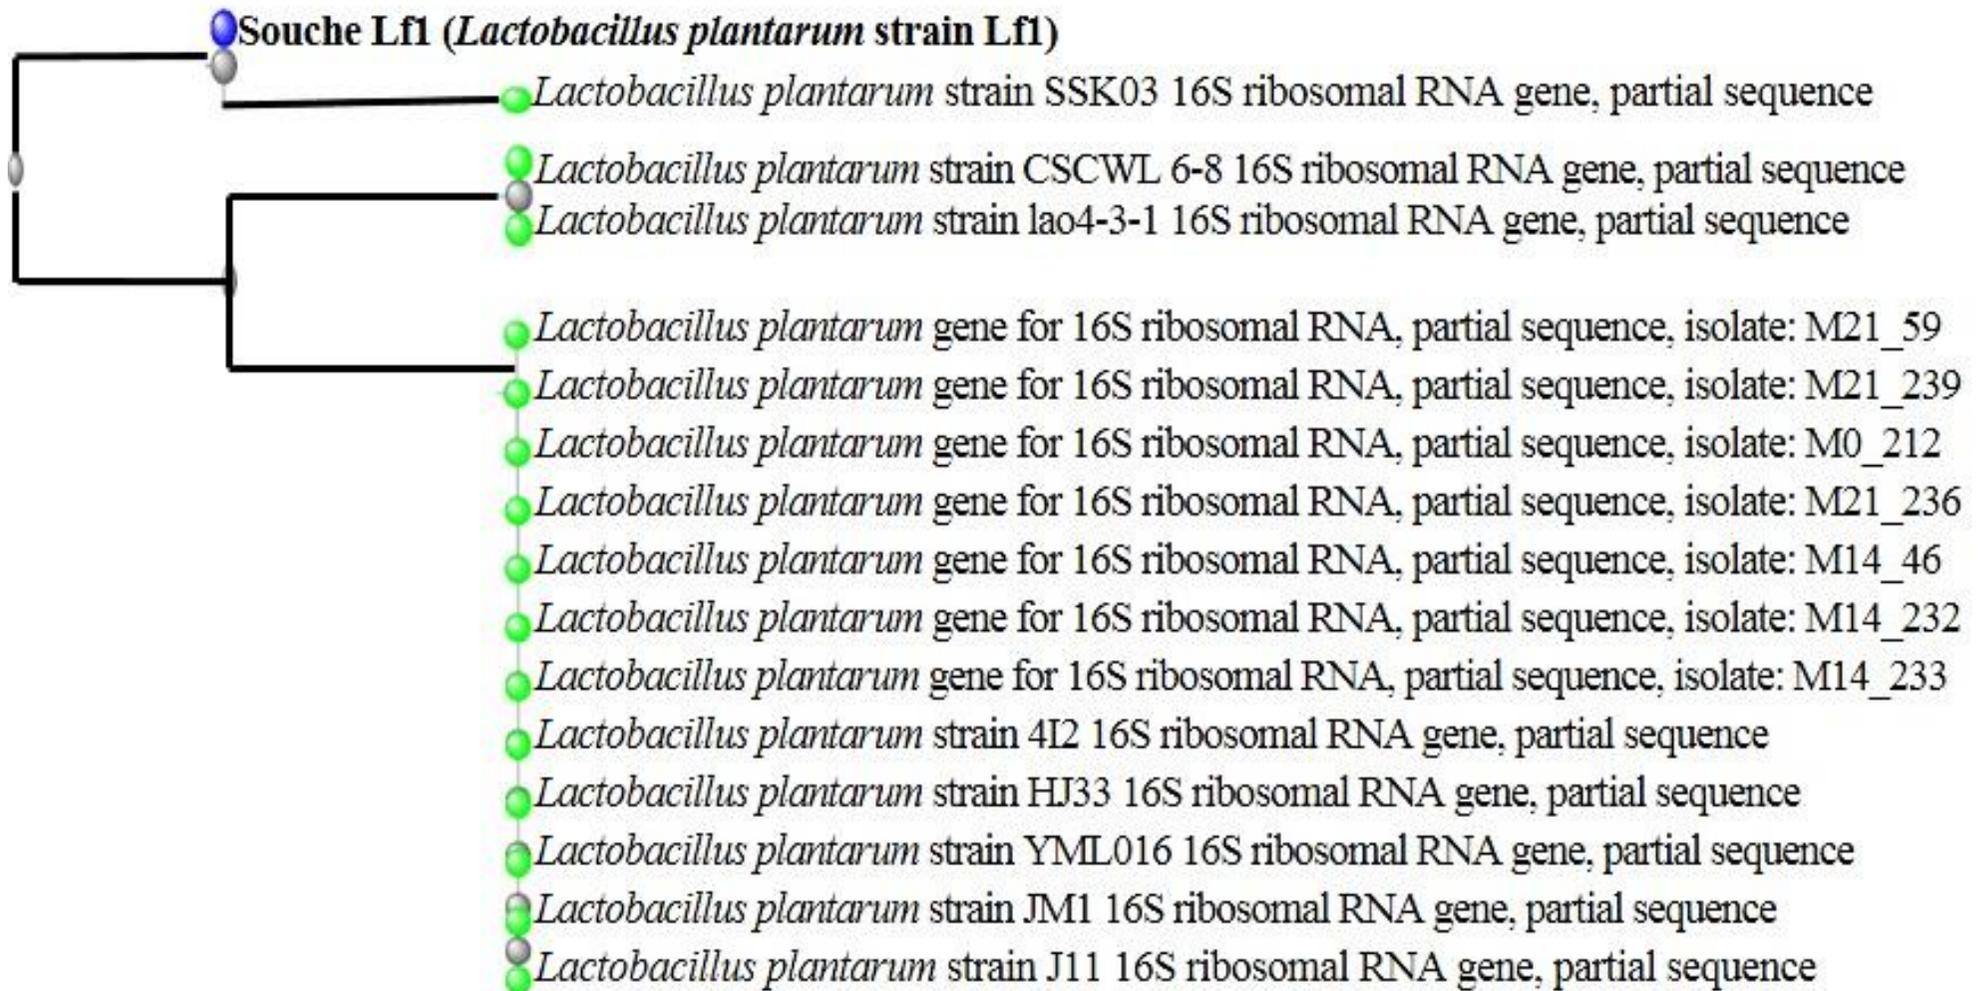 Souche Lf1 (Lactobacillus plantarum strain Lf1)
Lactobacillus plantarum strain SSK03 16S ribosomal RNA gene, partial sequence
Lactobacillus plantarum strain CSCWL 6-8 16S ribosomal RNA gene, partial sequence
Lactobacillus plantarum strain lao4-3-1 16S ribosomal RNA gene, partial sequence
Lactobacillus plantarum gene for 16S ribosomal RNA, partial sequence, isolate: M21_59
Lactobacillus plantarum gene for 16S ribosomal RNA, partial sequence, isolate: M21_239
Lactobacillus plantarum gene for 16S ribosomal RNA, partial sequence, isolate: M0_212
Lactobacillus plantarum gene for 16S ribosomal RNA, partial sequence, isolate: M21_236
Lactobacillus plantarum gene for 16S ribosomal RNA, partial sequence, isolate: M14_46
Lactobacillus plantarum gene for 16S ribosomal RNA, partial sequence, isolate: M14_232
Lactobacillus plantarum gene for 16S ribosomal RNA, partial sequence, isolate: M14_233
Lactobacillus plantarum strain 4I2 16S ribosomal RNA gene, partial sequence
Lactobacillus plantarum strain HJ33 16S ribosomal RNA gene, partial sequence
Lactobacillus plantarum strain YML016 16S ribosomal RNA gene, partial sequence
Lactobacillus plantarum strain JM1 16S ribosomal RNA gene, partial sequence
Lactobacillus plantarum strain J11 16S ribosomal RNA gene, partial sequence